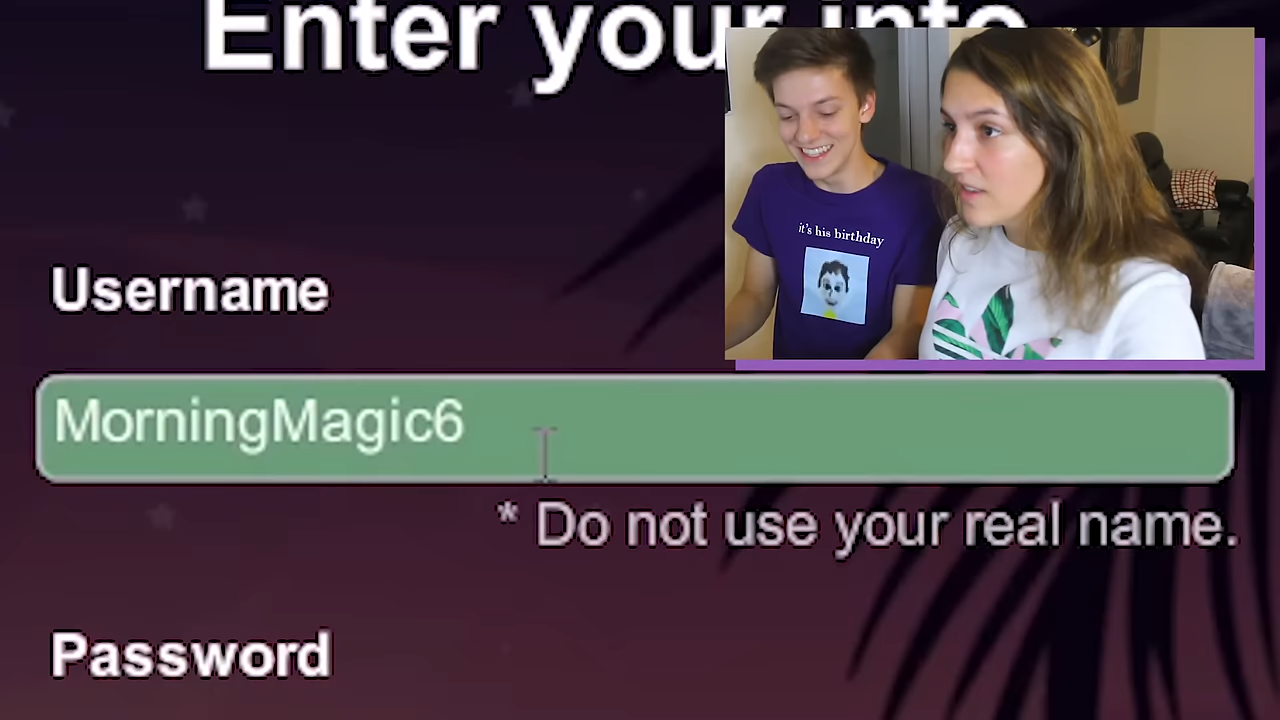 Enter your info
it's his birthday
Username
MorningMagic6
* Do not use your real name.
Password